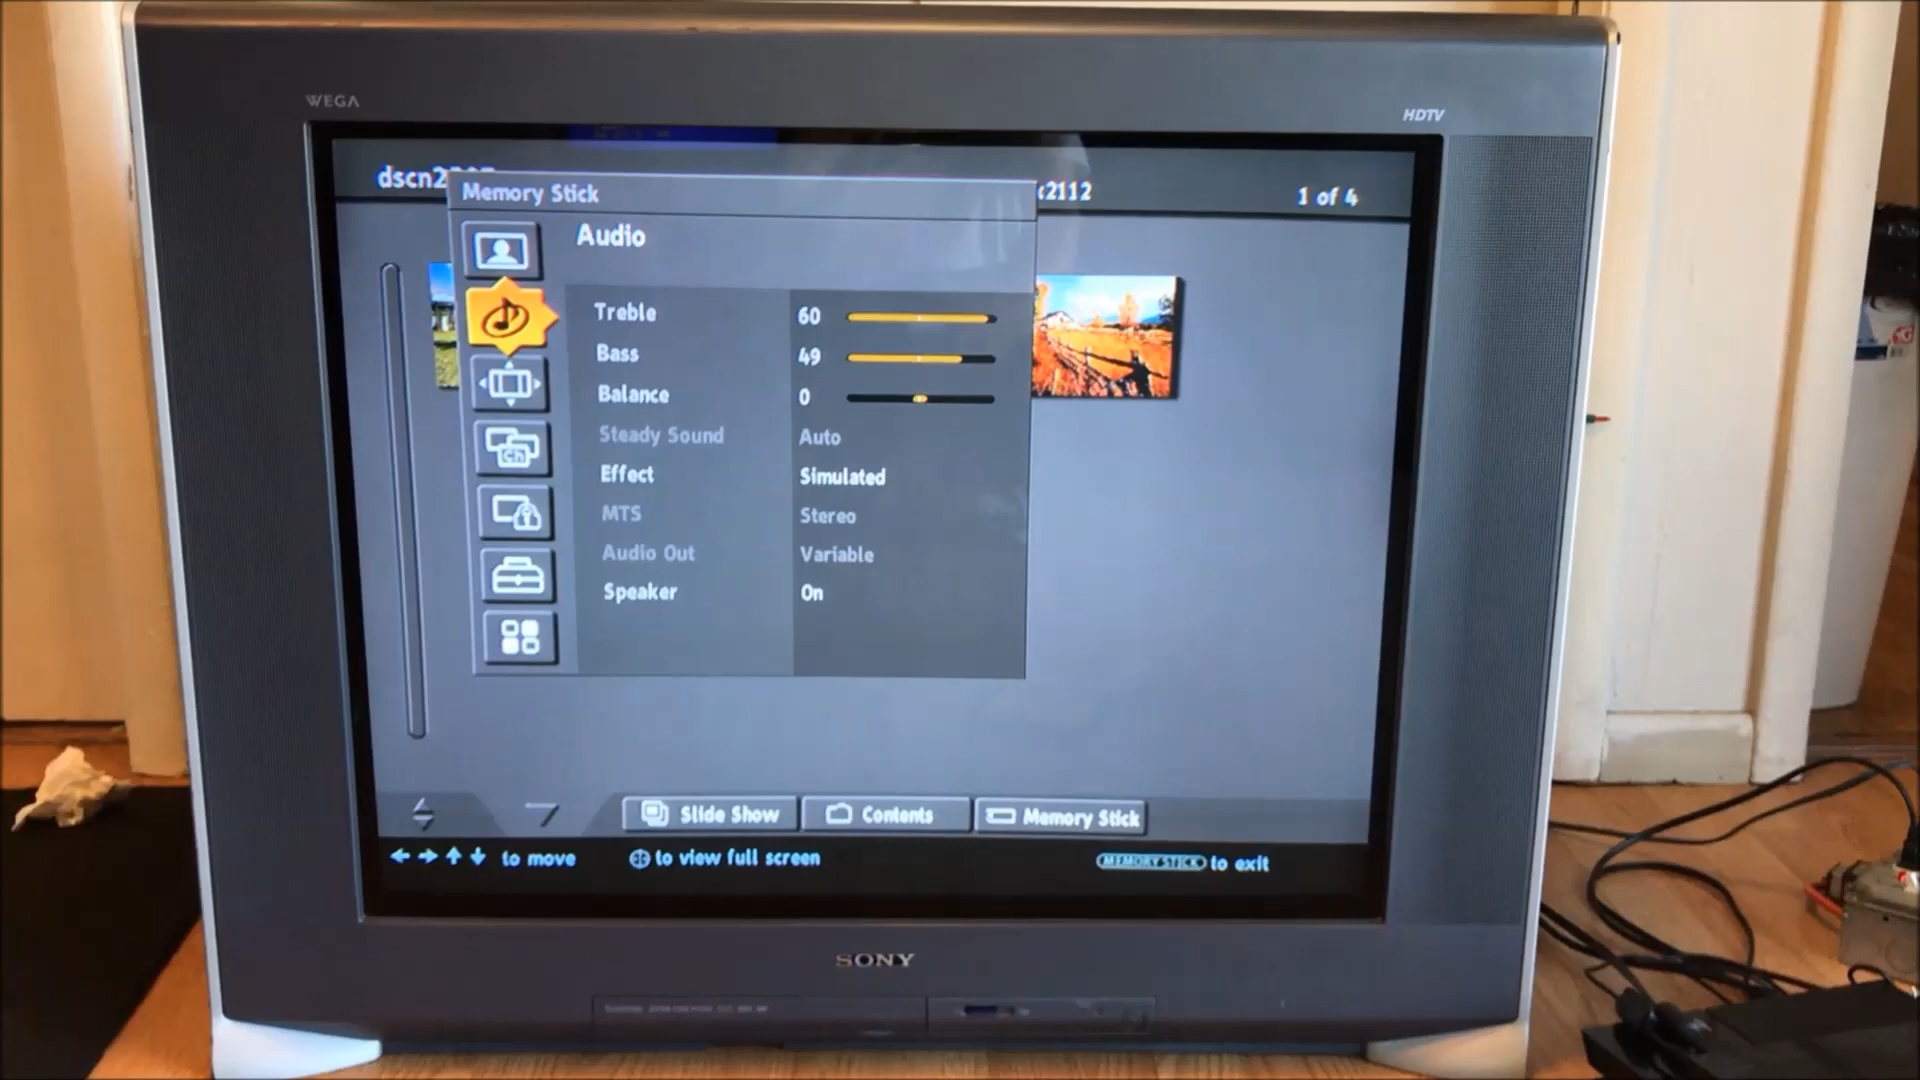 WEGA
HDTV
dscn2
Memory Stick
2112
1 of 4
Audio
Treble 60
Bass 49
Balance 0
Steady Sound Auto
Effect Simulated
MTS Stereo
Audio Out Variable
Speaker On
Ch
Slide Show Contents Memory Stick
to move to view full screen MEMORY STICK to exit
SONY